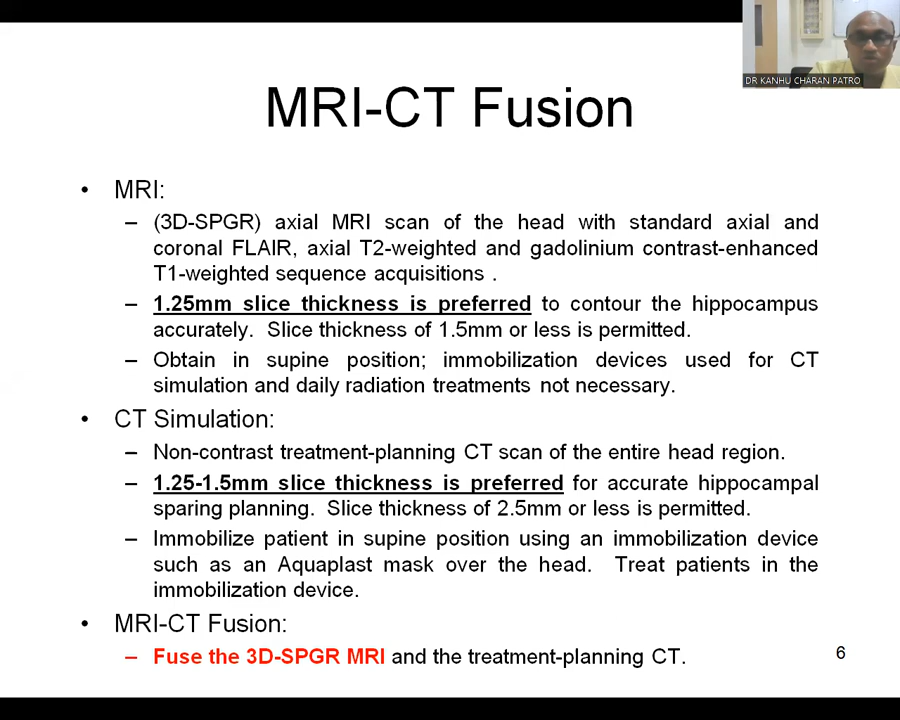 DR KANHU CHARAN PATRO
MRI-CT Fusion
• MRI:
– (3D-SPGR) axial MRI scan of the head with standard axial and
coronal FLAIR, axial T2-weighted and gadolinium contrast-enhanced
T1-weighted sequence acquisitions .
– 1.25mm slice thickness is preferred to contour the hippocampus
accurately. Slice thickness of 1.5mm or less is permitted.
– Obtain in supine position; immobilization devices used for CT
simulation and daily radiation treatments not necessary.
• CT Simulation:
– Non-contrast treatment-planning CT scan of the entire head region.
– 1.25-1.5mm slice thickness is preferred for accurate hippocampal
sparing planning. Slice thickness of 2.5mm or less is permitted.
– Immobilize patient in supine position using an immobilization device
such as an Aquaplast mask over the head. Treat patients in the
immobilization device.
• MRI-CT Fusion:
– Fuse the 3D-SPGR MRI and the treatment-planning CT.
6